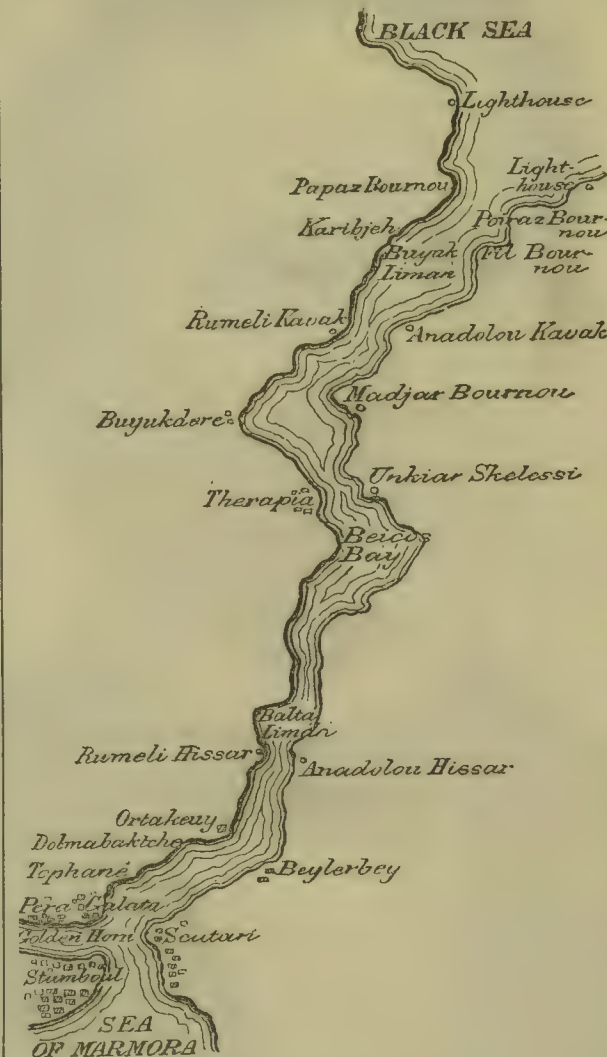 BLACK SEA
Lighthouse
Light-
house
Papaz Bournou
Poiraz Bour-
nou
Karibjeh
Buyuk
Liman
Fil Bour-
nou
Rumeli Kavak
Anadolou Kavak
Madjar Bournou
Buyukdere
Unkiar Skelessi
Therapia
Beicos
Bay
Balta
Liman
Rumeli Hissar
Anadolou Hissar
Ortakeuy
Dolmabaktche
Tophané
Beylerbey
Pera Galata
Golden Horn
Scutari
Stamboul
SEA
OF MARMORA